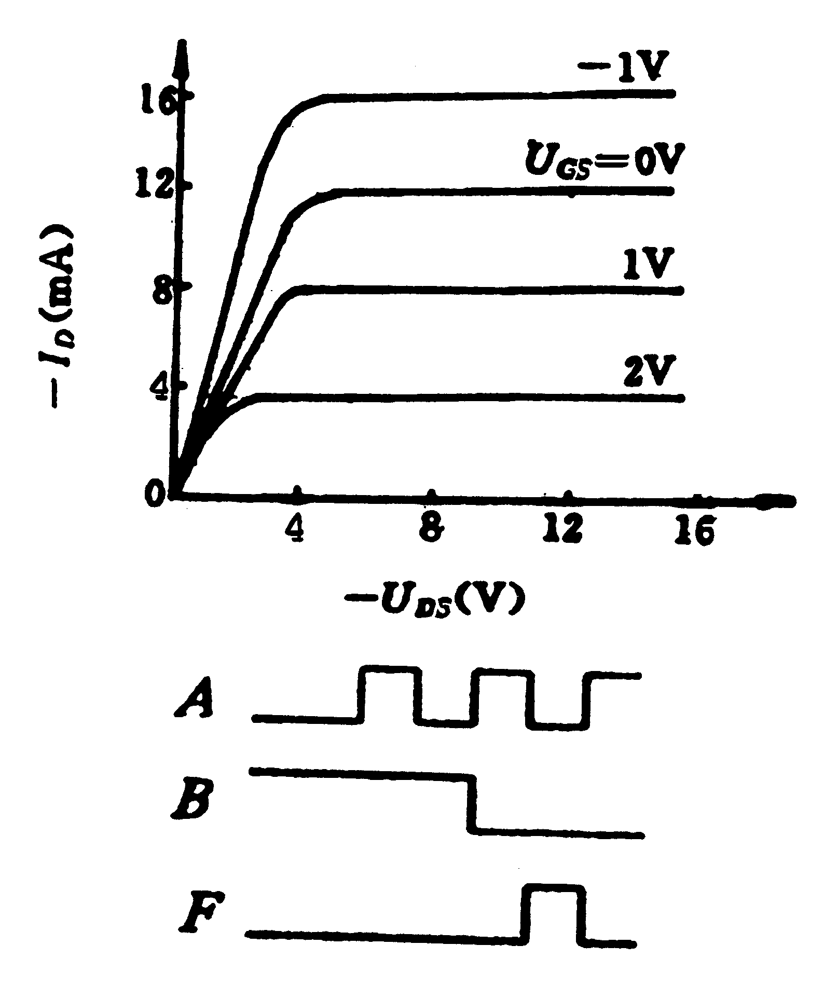 -1V
16
U_GS=0V
12
-I_D(mA)
1V
8
2V
4
0
4 8 12 16
-U_DS(V)
A
B
F